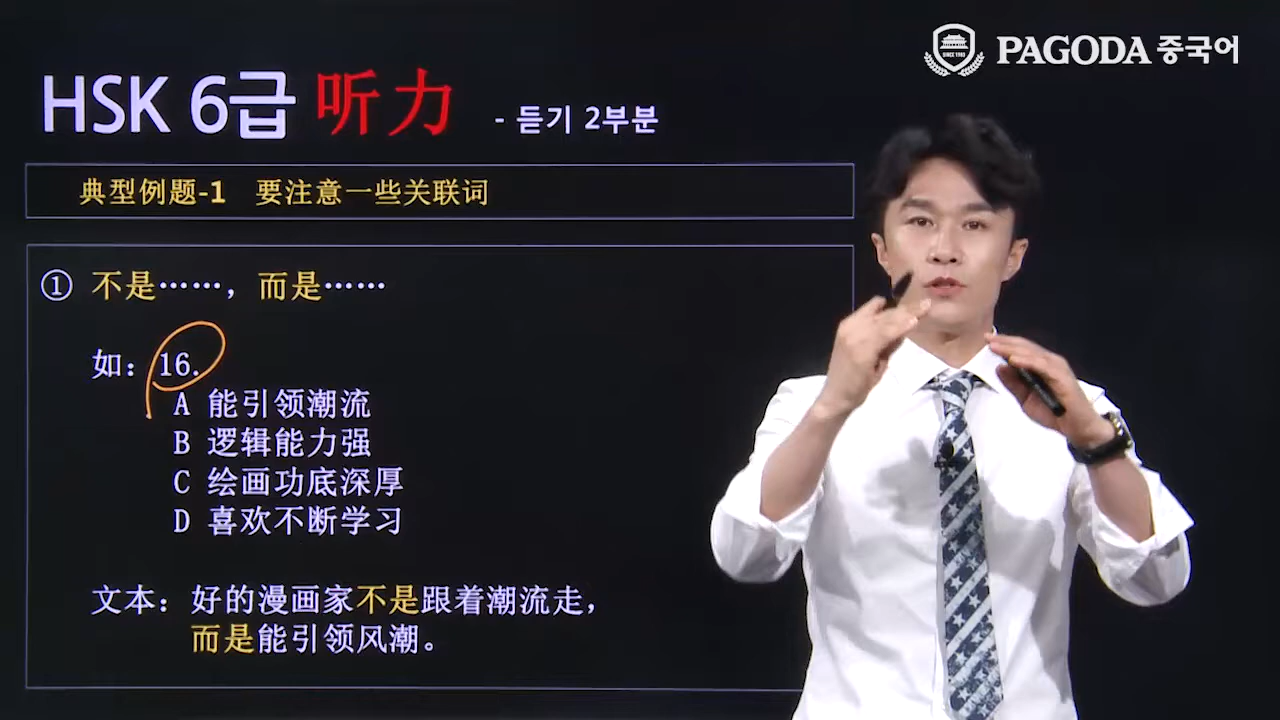 SINCE 1983
PAGODA 중국어
HSK 6급 听力 - 듣기 2부분
典型例题-1 要注意一些关联词
① 不是……，而是……
如：16.
A 能引领潮流
B 逻辑能力强
C 绘画功底深厚
D 喜欢不断学习
文本：好的漫画家不是跟着潮流走，
而是能引领风潮。